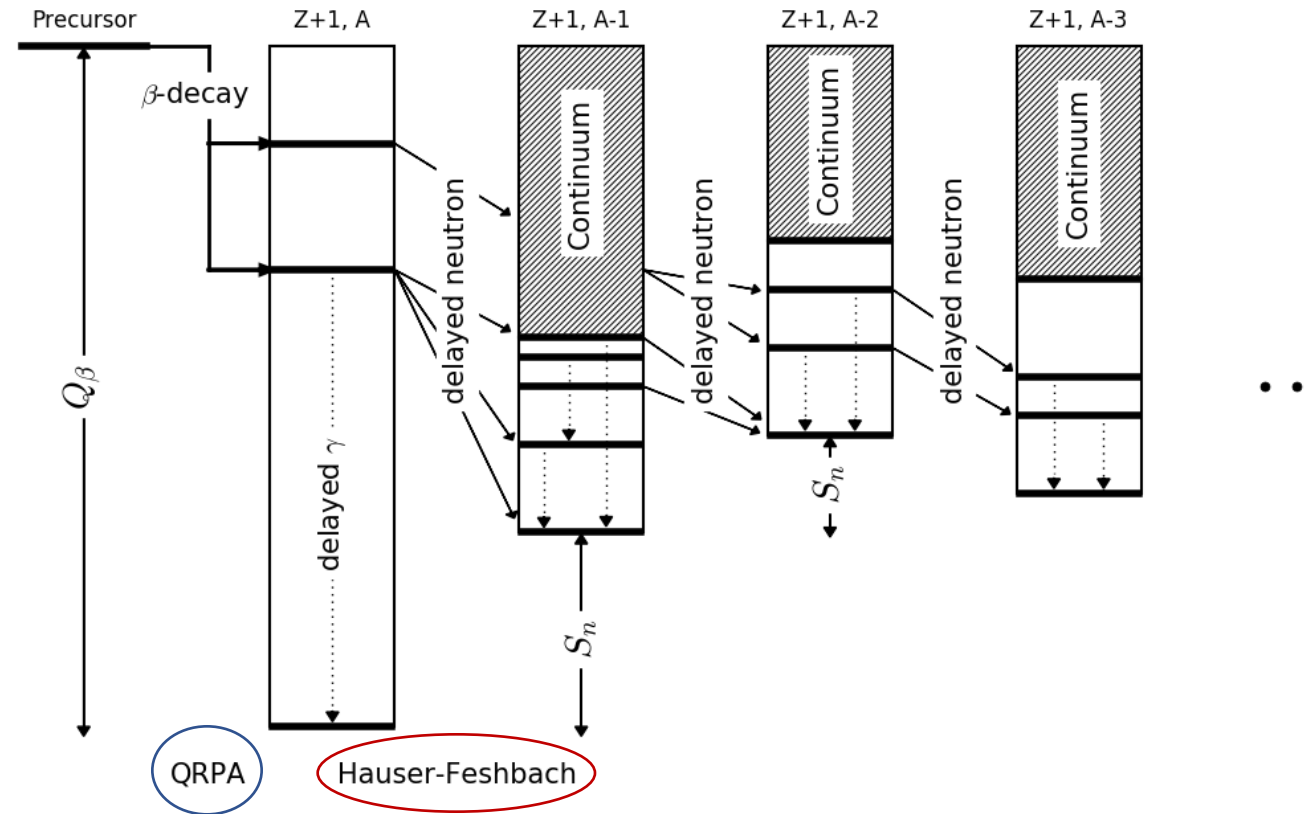 Precursor
Z+1, A
Z+1, A-1
Z+1, A-2
Z+1, A-3
β-decay
Continuum
Continuum
Continuum
delayed neutron
delayed neutron
delayed neutron
Qβ
delayed γ
Sn
Sn
QRPA
Hauser-Feshbach